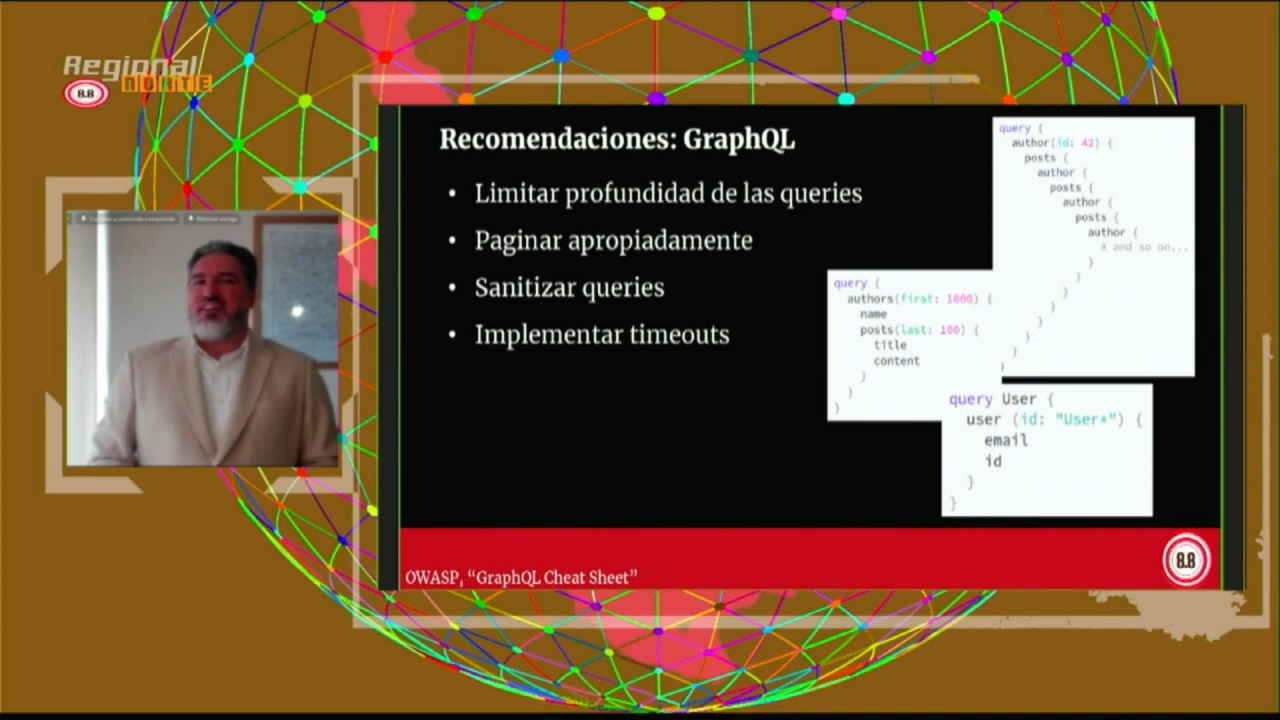 Regional
NORTE
8.8
Recomendaciones: GraphQL
• Limitar profundidad de las queries
• Paginar apropiadamente
• Sanitizar queries
• Implementar timeouts
query {
author(id: 42) {
posts {
author {
posts {
author {
posts {
author {
# and so on...
}
}
}
}
}
}
}
}
query {
authors(first: 1000) {
name
posts(last: 100) {
title
content
}
}
}
query User {
user (id: "User*") {
email
id
}
}
OWASP, “GraphQL Cheat Sheet”
8.8